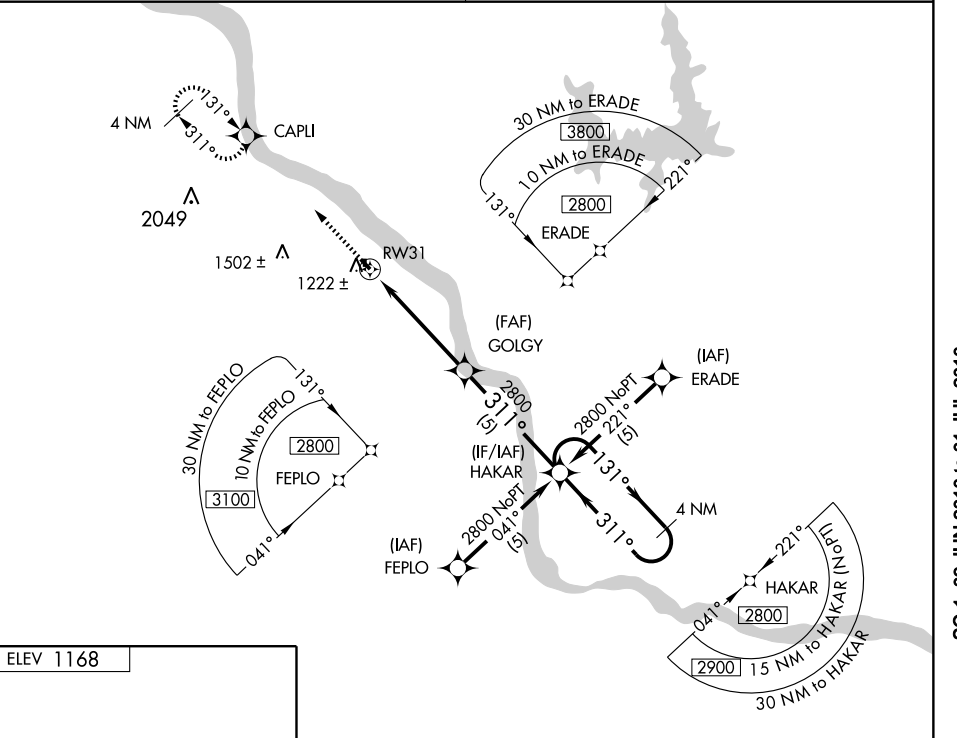 131°
4 NM
311°
CAPLI
2049
1502 ±
1222 ±
RW31
30 NM to ERADE
3800
10 NM to ERADE
2800
131°
221°
ERADE
(FAF)
GOLGY
2800
311°
(5)
(IAF)
ERADE
2800 NoPT
221°
(5)
(IF/IAF)
HAKAR
131°
311°
4 NM
2800 NoPT
041°
(5)
(IAF)
FEPLO
30 NM to FEPLO
10 NM to FEPLO
131°
2800
FEPLO
3100
041°
221°
HAKAR
041°
2800
2900
15 NM to HAKAR (NoPT)
30 NM to HAKAR
ELEV 1168